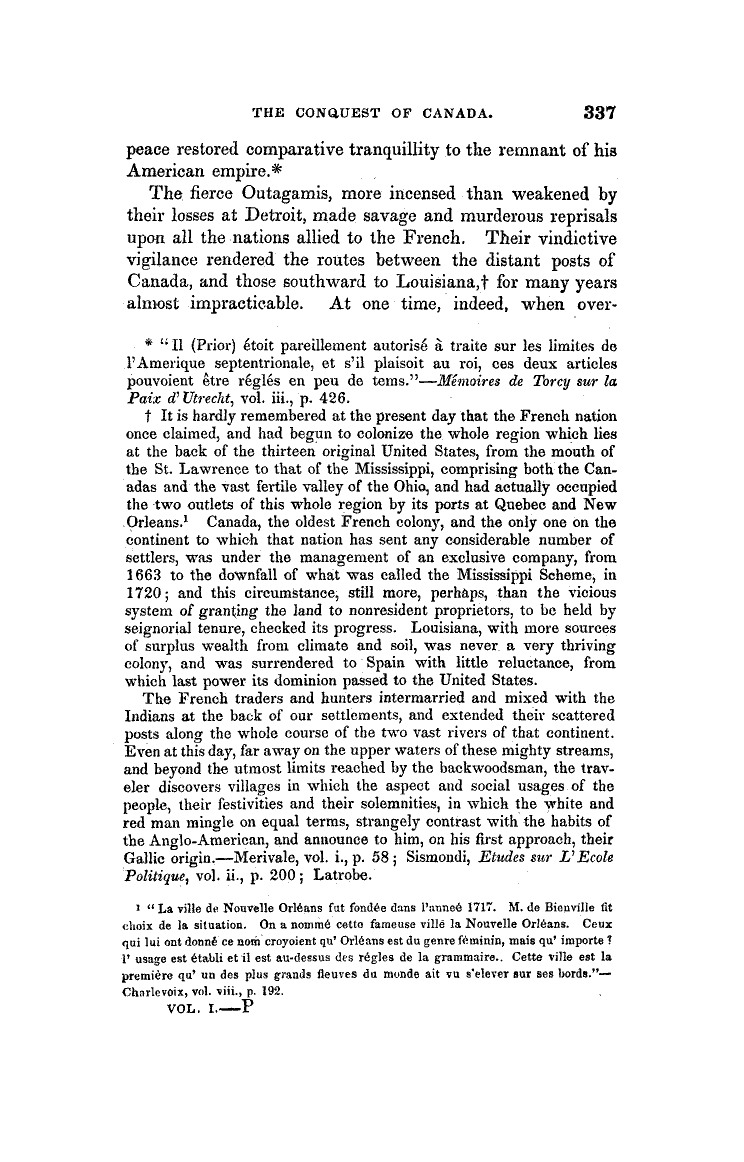 THE CONQUEST OF CANADA. 337
peace restored comparative tranquillity to the remnant of his
American empire.*
The fierce Outagamis, more incensed than weakened by
their losses at Detroit, made savage and murderous reprisals
upon all the nations allied to the French. Their vindictive
vigilance rendered the routes between the distant posts of
Canada, and those southward to Louisiana,† for many years
almost impracticable. At one time, indeed, when over-
* “Il (Prior) étoit pareillement autorisé à traite sur les limites de
l'Amerique septentrionale, et s'il plaisoit au roi, ces deux articles
pouvoient être réglés en peu de tems.”—Mémoires de Torcy sur la
Paix d'Utrecht, vol. iii., p. 426.
† It is hardly remembered at the present day that the French nation
once claimed, and had begun to colonize the whole region which lies
at the back of the thirteen original United States, from the mouth of
the St. Lawrence to that of the Mississippi, comprising both the Can-
adas and the vast fertile valley of the Ohio, and had actually occupied
the two outlets of this whole region by its ports at Quebec and New
Orleans.¹ Canada, the oldest French colony, and the only one on the
continent to which that nation has sent any considerable number of
settlers, was under the management of an exclusive company, from
1663 to the downfall of what was called the Mississippi Scheme, in
1720; and this circumstance, still more, perhaps, than the vicious
system of granting the land to nonresident proprietors, to be held by
seignorial tenure, checked its progress. Louisiana, with more sources
of surplus wealth from climate and soil, was never a very thriving
colony, and was surrendered to Spain with little reluctance, from
which last power its dominion passed to the United States.
The French traders and hunters intermarried and mixed with the
Indians at the back of our settlements, and extended their scattered
posts along the whole course of the two vast rivers of that continent.
Even at this day, far away on the upper waters of these mighty streams,
and beyond the utmost limits reached by the backwoodsman, the trav-
eler discovers villages in which the aspect and social usages of the
people, their festivities and their solemnities, in which the white and
red man mingle on equal terms, strangely contrast with the habits of
the Anglo-American, and announce to him, on his first approach, their
Gallic origin.—Merivale, vol. i., p. 58; Sismondi, Etudes sur L'Ecole
Politique, vol. ii., p. 200; Latrobe.
¹ “La ville de Nouvelle Orléans fut fondée dans l'anneé 1717. M. de Bienville fit
choix de la situation. On a nommé cette fameuse ville la Nouvelle Orléans. Ceux
qui lui ont donné ce nom croyoient qu' Orléans est du genre féminin, mais qu' importe?
l' usage est établi et il est au-dessus des régles de la grammaire.. Cette ville est la
première qu' un des plus grands fleuves du monde ait vu s'elever sur ses bords.”—
Charlevoix, vol. viii., p. 192.
VOL. I.—P